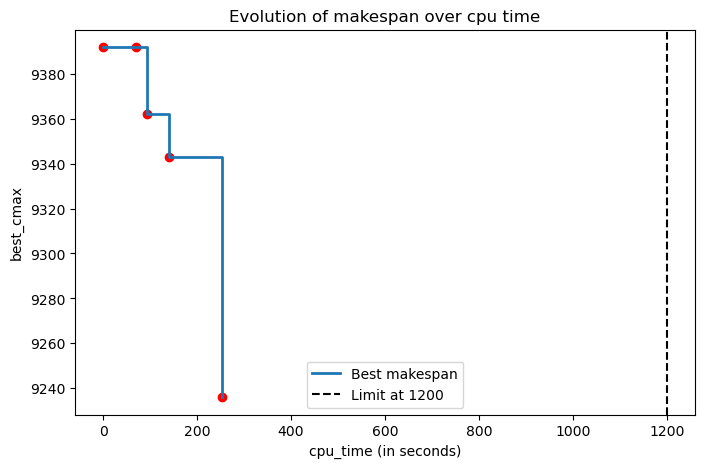 Evolution of makespan over cpu time
best_cmax
9380
9360
9340
9320
9300
9280
9260
9240
Best makespan
Limit at 1200
0 200 400 600 800 1000 1200
cpu_time (in seconds)